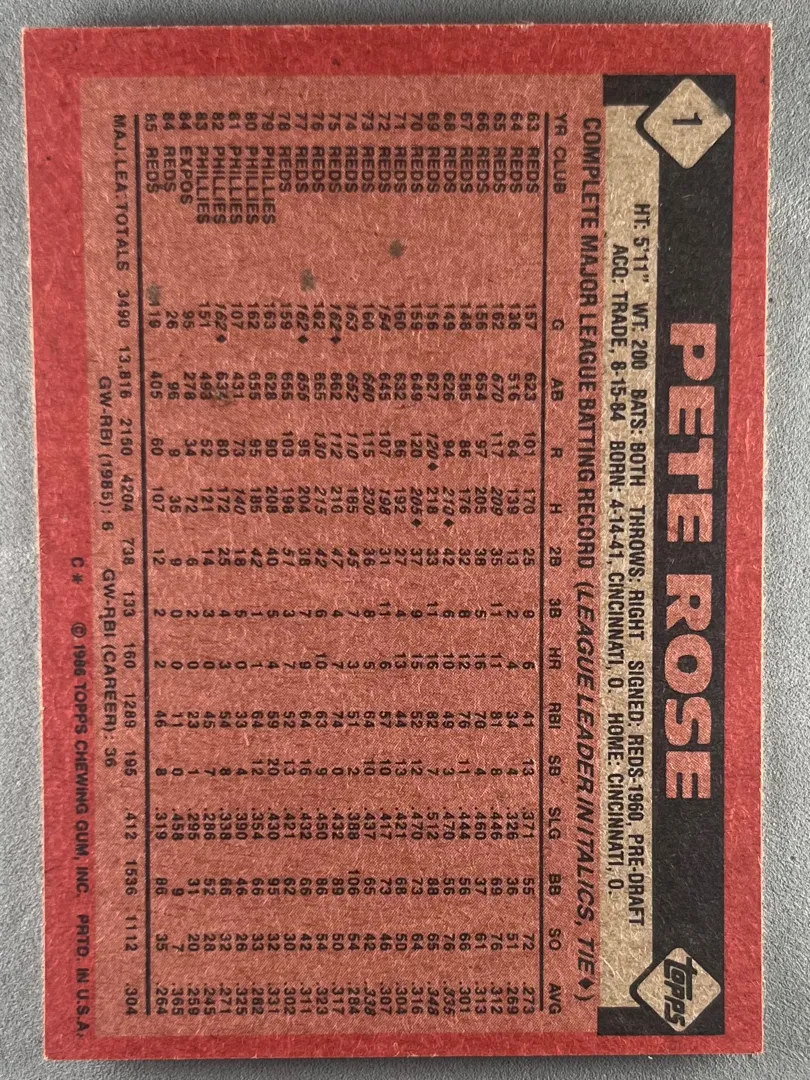 1
PETE ROSE
topps
HT: 5'11" WT: 200 BATS: BOTH THROWS: RIGHT SIGNED: REDS-1960, PRE-DRAFT
ACQ: TRADE, 8-15-84 BORN: 4-14-41, CINCINNATI, O. HOME: CINCINNATI, O.
COMPLETE MAJOR LEAGUE BATTING RECORD (LEAGUE LEADER IN ITALICS, TIE♦)
YR CLUB G AB R H 2B 3B HR RBI SB SLG BB SO AVG
63 REDS 157 623 101 170 25 9 6 41 13 .371 55 72 .273
64 REDS 136 516 64 139 13 2 4 34 4 .326 36 51 .269
65 REDS 162 670 117 209 35 11 11 81 8 .446 69 76 .312
66 REDS 156 654 97 205 38 5 16 70 4 .460 37 61 .313
67 REDS 148 585 86 176 32 8 12 76 11 .444 56 66 .301
68 REDS 149 626 94 210♦ 42 6 10 49 3 .470 56 76 .335
69 REDS 156 627 120♦ 218 33 11 16 82 7 .512 88 65 .348
70 REDS 159 649 120 205♦ 37 9 15 52 12 .470 73 64 .316
71 REDS 160 632 86 192 27 4 13 44 13 .421 68 50 .304
72 REDS 154 645 107 198 31 11 6 57 10 .417 73 46 .307
73 REDS 160 680 115 230 36 8 5 64 10 .437 65 42 .338
74 REDS 163 652 110 185 45 7 3 51 2 .388 106 54 .284
75 REDS 162♦ 662 112 210 47 4 7 74 0 .432 89 50 .317
76 REDS 162 665 130 215 42 6 10 63 9 .450 86 54 .323
77 REDS 162♦ 655 95 204 38 7 9 64 16 .432 66 42 .311
78 REDS 159 655 103 198 51 3 7 52 13 .421 62 30 .302
79 PHILLIES 163 628 90 208 40 5 4 59 20 .430 95 32 .331
80 PHILLIES 162 655 95 185 42 1 1 64 12 .354 66 33 .282
81 PHILLIES 107 431 73 140 18 5 0 33 4 .390 46 26 .325
82 PHILLIES 162♦ 634 80 172 25 4 3 54 8 .338 66 32 .271
83 PHILLIES 151 493 52 121 14 3 0 45 7 .286 52 28 .245
84 EXPOS 95 278 34 72 6 2 0 23 1 .295 31 20 .259
84 REDS 26 96 9 35 9 0 0 11 0 .458 9 7 .365
85 REDS 119 405 60 107 12 2 2 46 8 .319 86 35 .264
MAJ. LEA. TOTALS 3490 13,816 2150 4204 738 133 160 1289 195 .412 1536 1112 .304
GW-RBI (1985): 6 GW-RBI (CAREER): 36
C* © 1986 TOPPS CHEWING GUM, INC. PRTD. IN U.S.A.